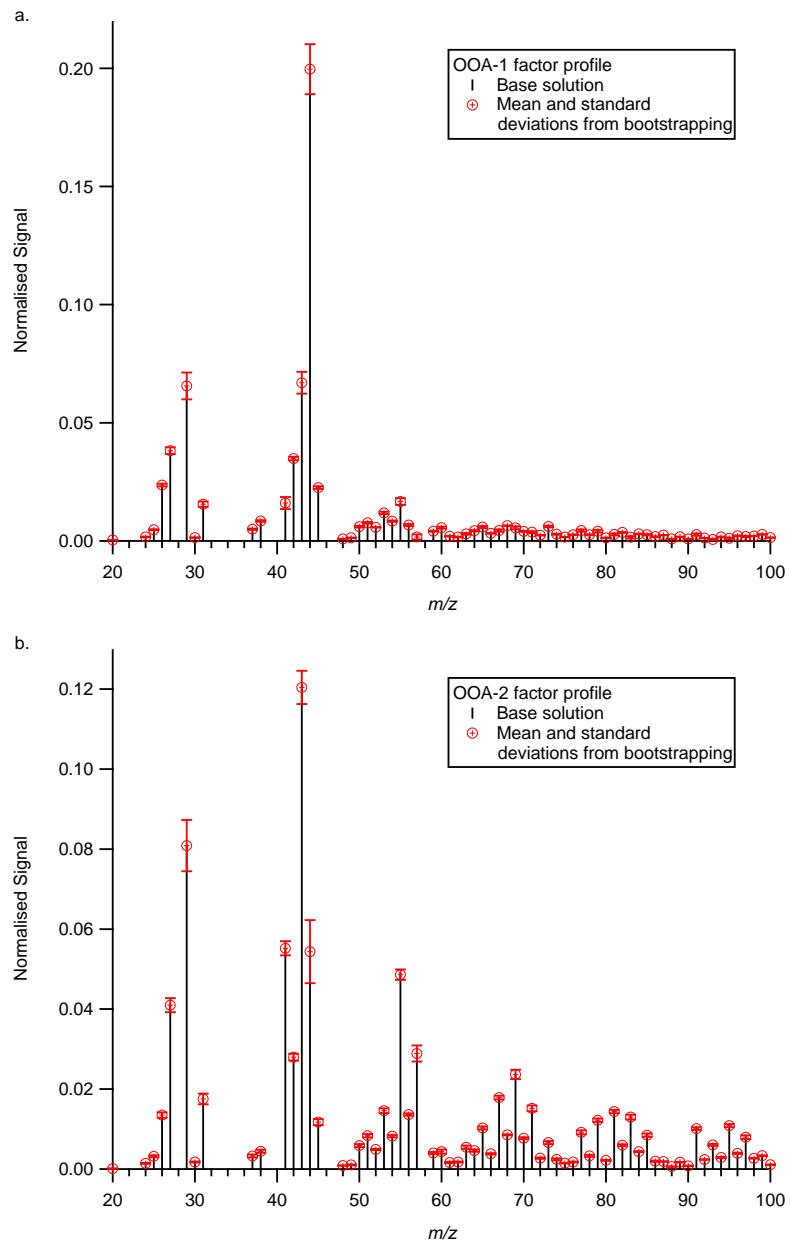 a.
0.20
0.15
0.10
0.05
0.00
Normalised Signal
OOA-1 factor profile
Base solution
Mean and standard
deviations from bootstrapping
20
30
40
50
60
70
80
90
100
m/z
b.
0.12
0.10
0.08
0.06
0.04
0.02
0.00
Normalised Signal
OOA-2 factor profile
Base solution
Mean and standard
deviations from bootstrapping
20
30
40
50
60
70
80
90
100
m/z